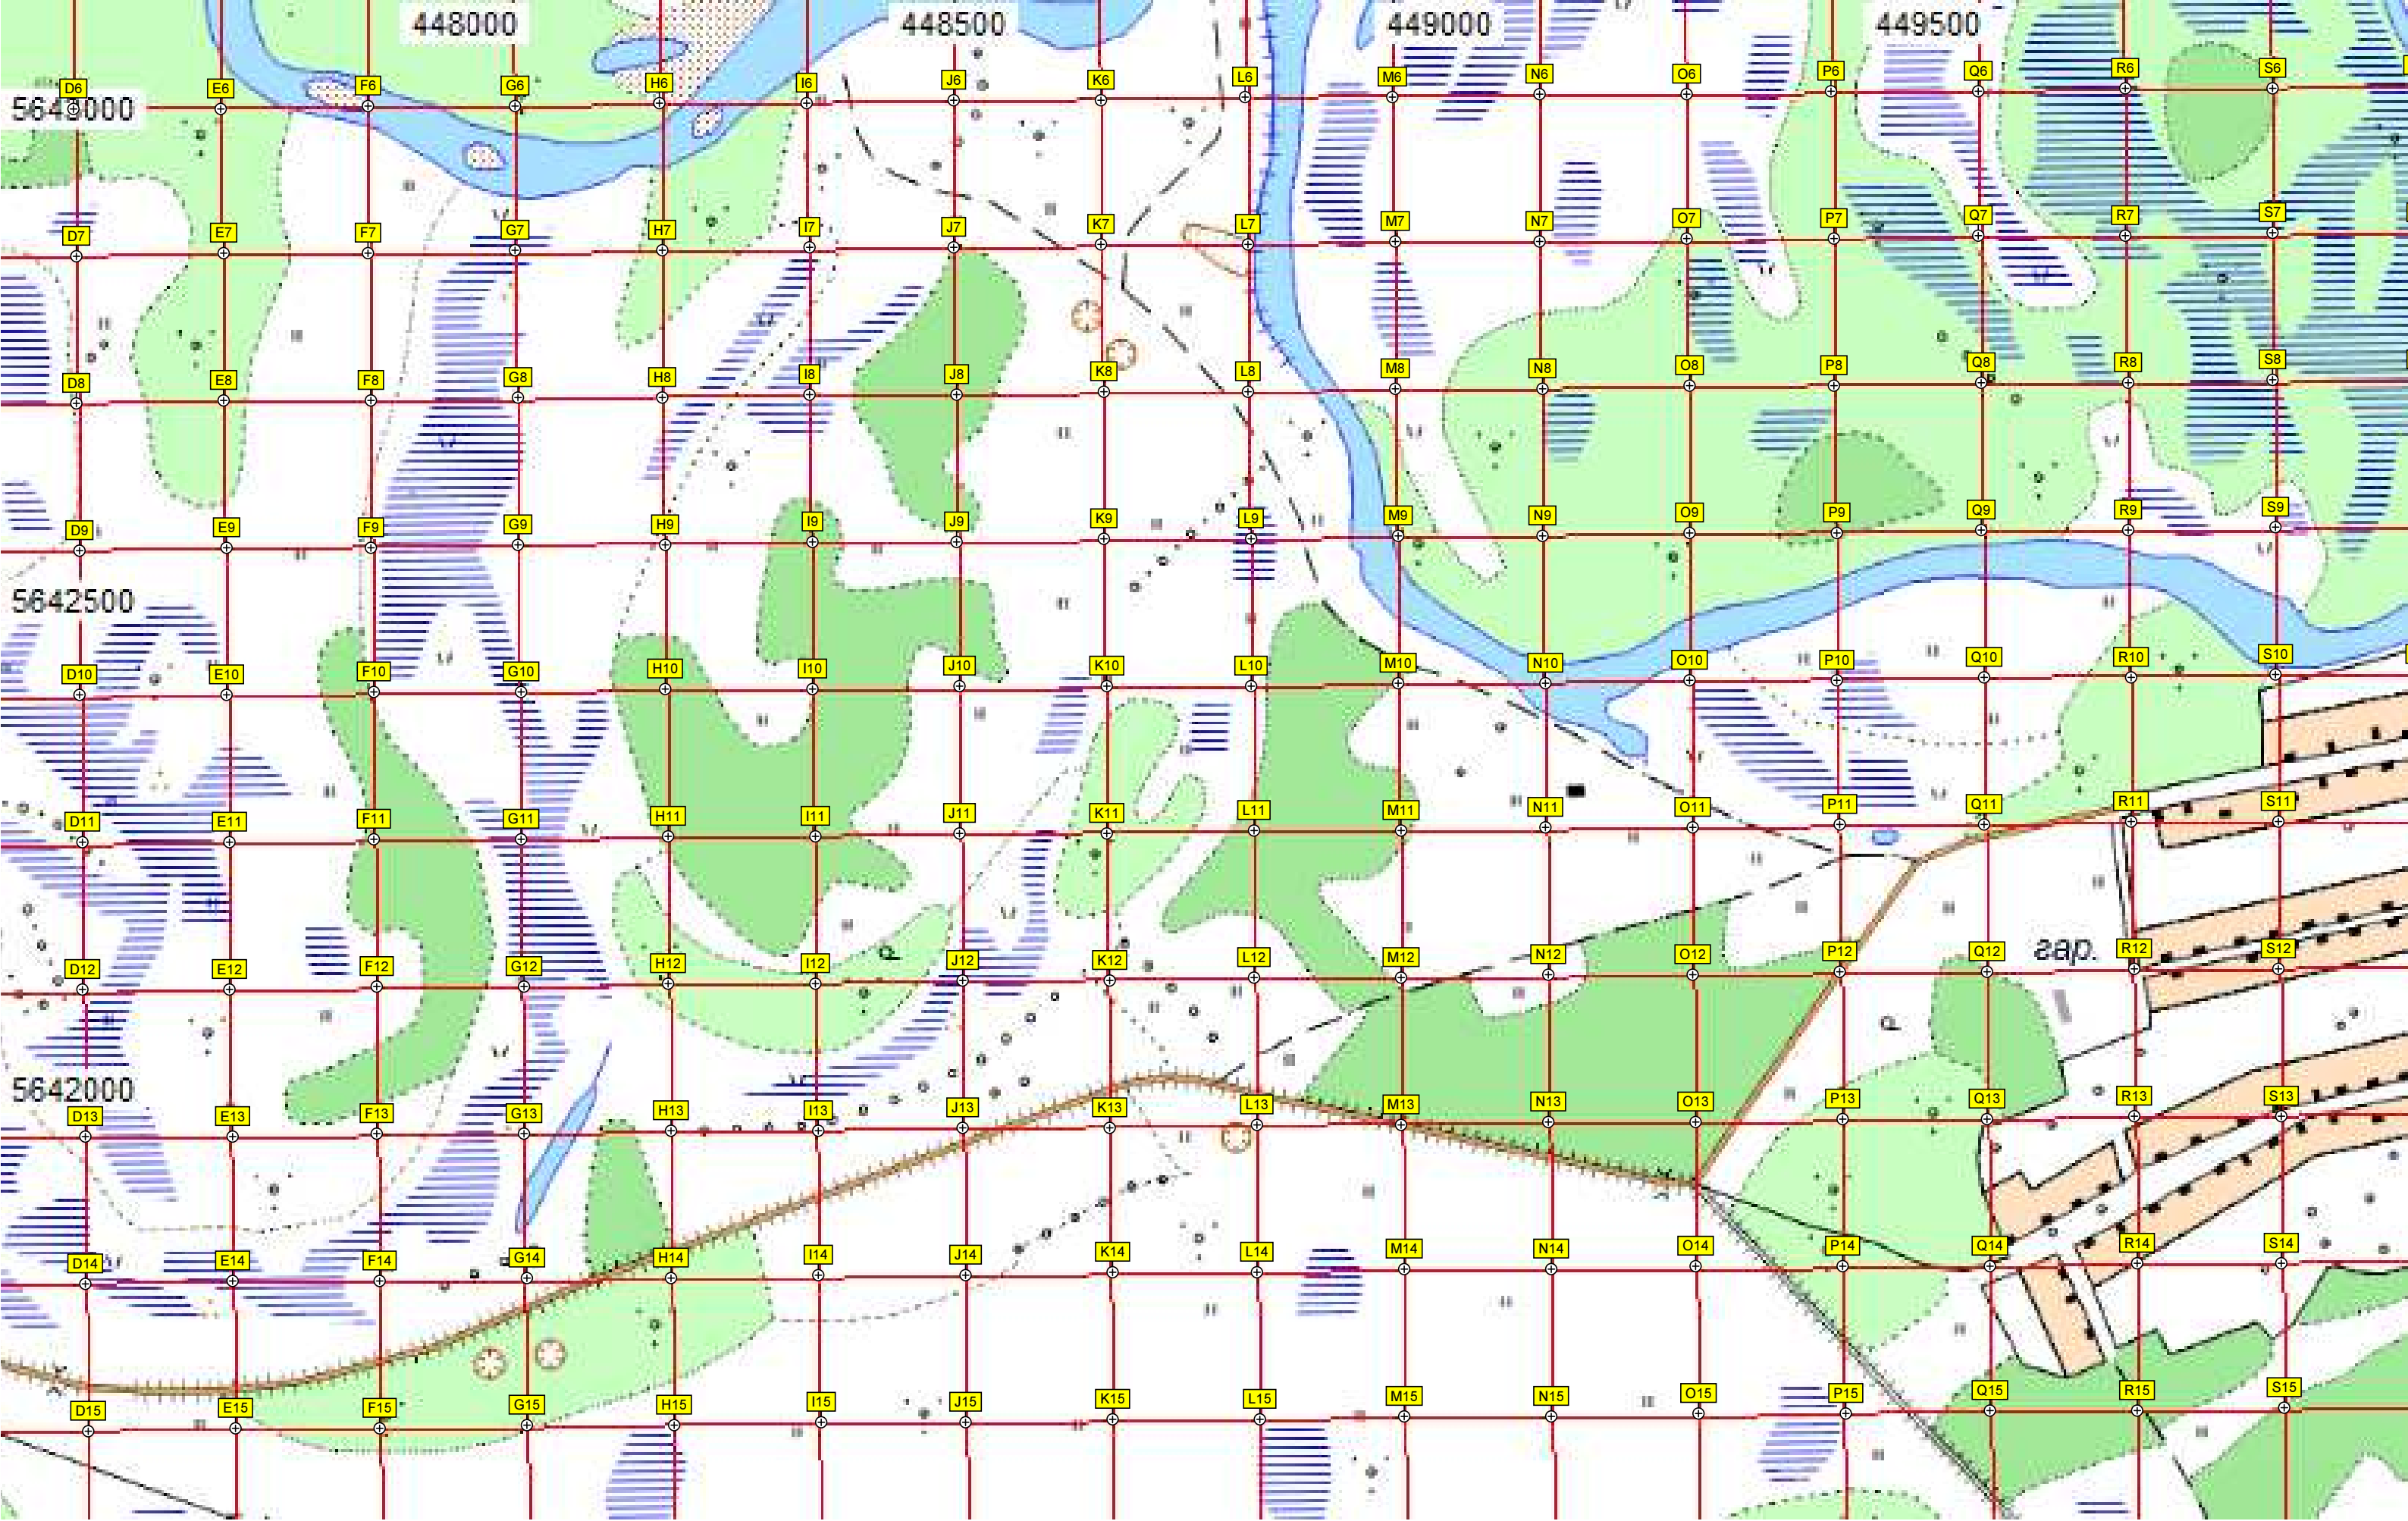 448000 448500 449000 449500
D6 E6 F6 G6 H6 I6 J6 K6 L6 M6 N6 O6 P6 Q6 R6 S6
5643000
D7 E7 F7 G7 H7 I7 J7 K7 L7 M7 N7 O7 P7 Q7 R7 S7
D8 E8 F8 G8 H8 I8 J8 K8 L8 M8 N8 O8 P8 Q8 R8 S8
D9 E9 F9 G9 H9 I9 J9 K9 L9 M9 N9 O9 P9 Q9 R9 S9
5642500
D10 E10 F10 G10 H10 I10 J10 K10 L10 M10 N10 O10 P10 Q10 R10 S10
D11 E11 F11 G11 H11 I11 J11 K11 L11 M11 N11 O11 P11 Q11 R11 S11
гар.
D12 E12 F12 G12 H12 I12 J12 K12 L12 M12 N12 O12 P12 Q12 R12 S12
5642000
D13 E13 F13 G13 H13 I13 J13 K13 L13 M13 N13 O13 P13 Q13 R13 S13
D14 E14 F14 G14 H14 I14 J14 K14 L14 M14 N14 O14 P14 Q14 R14 S14
D15 E15 F15 G15 H15 I15 J15 K15 L15 M15 N15 O15 P15 Q15 R15 S15